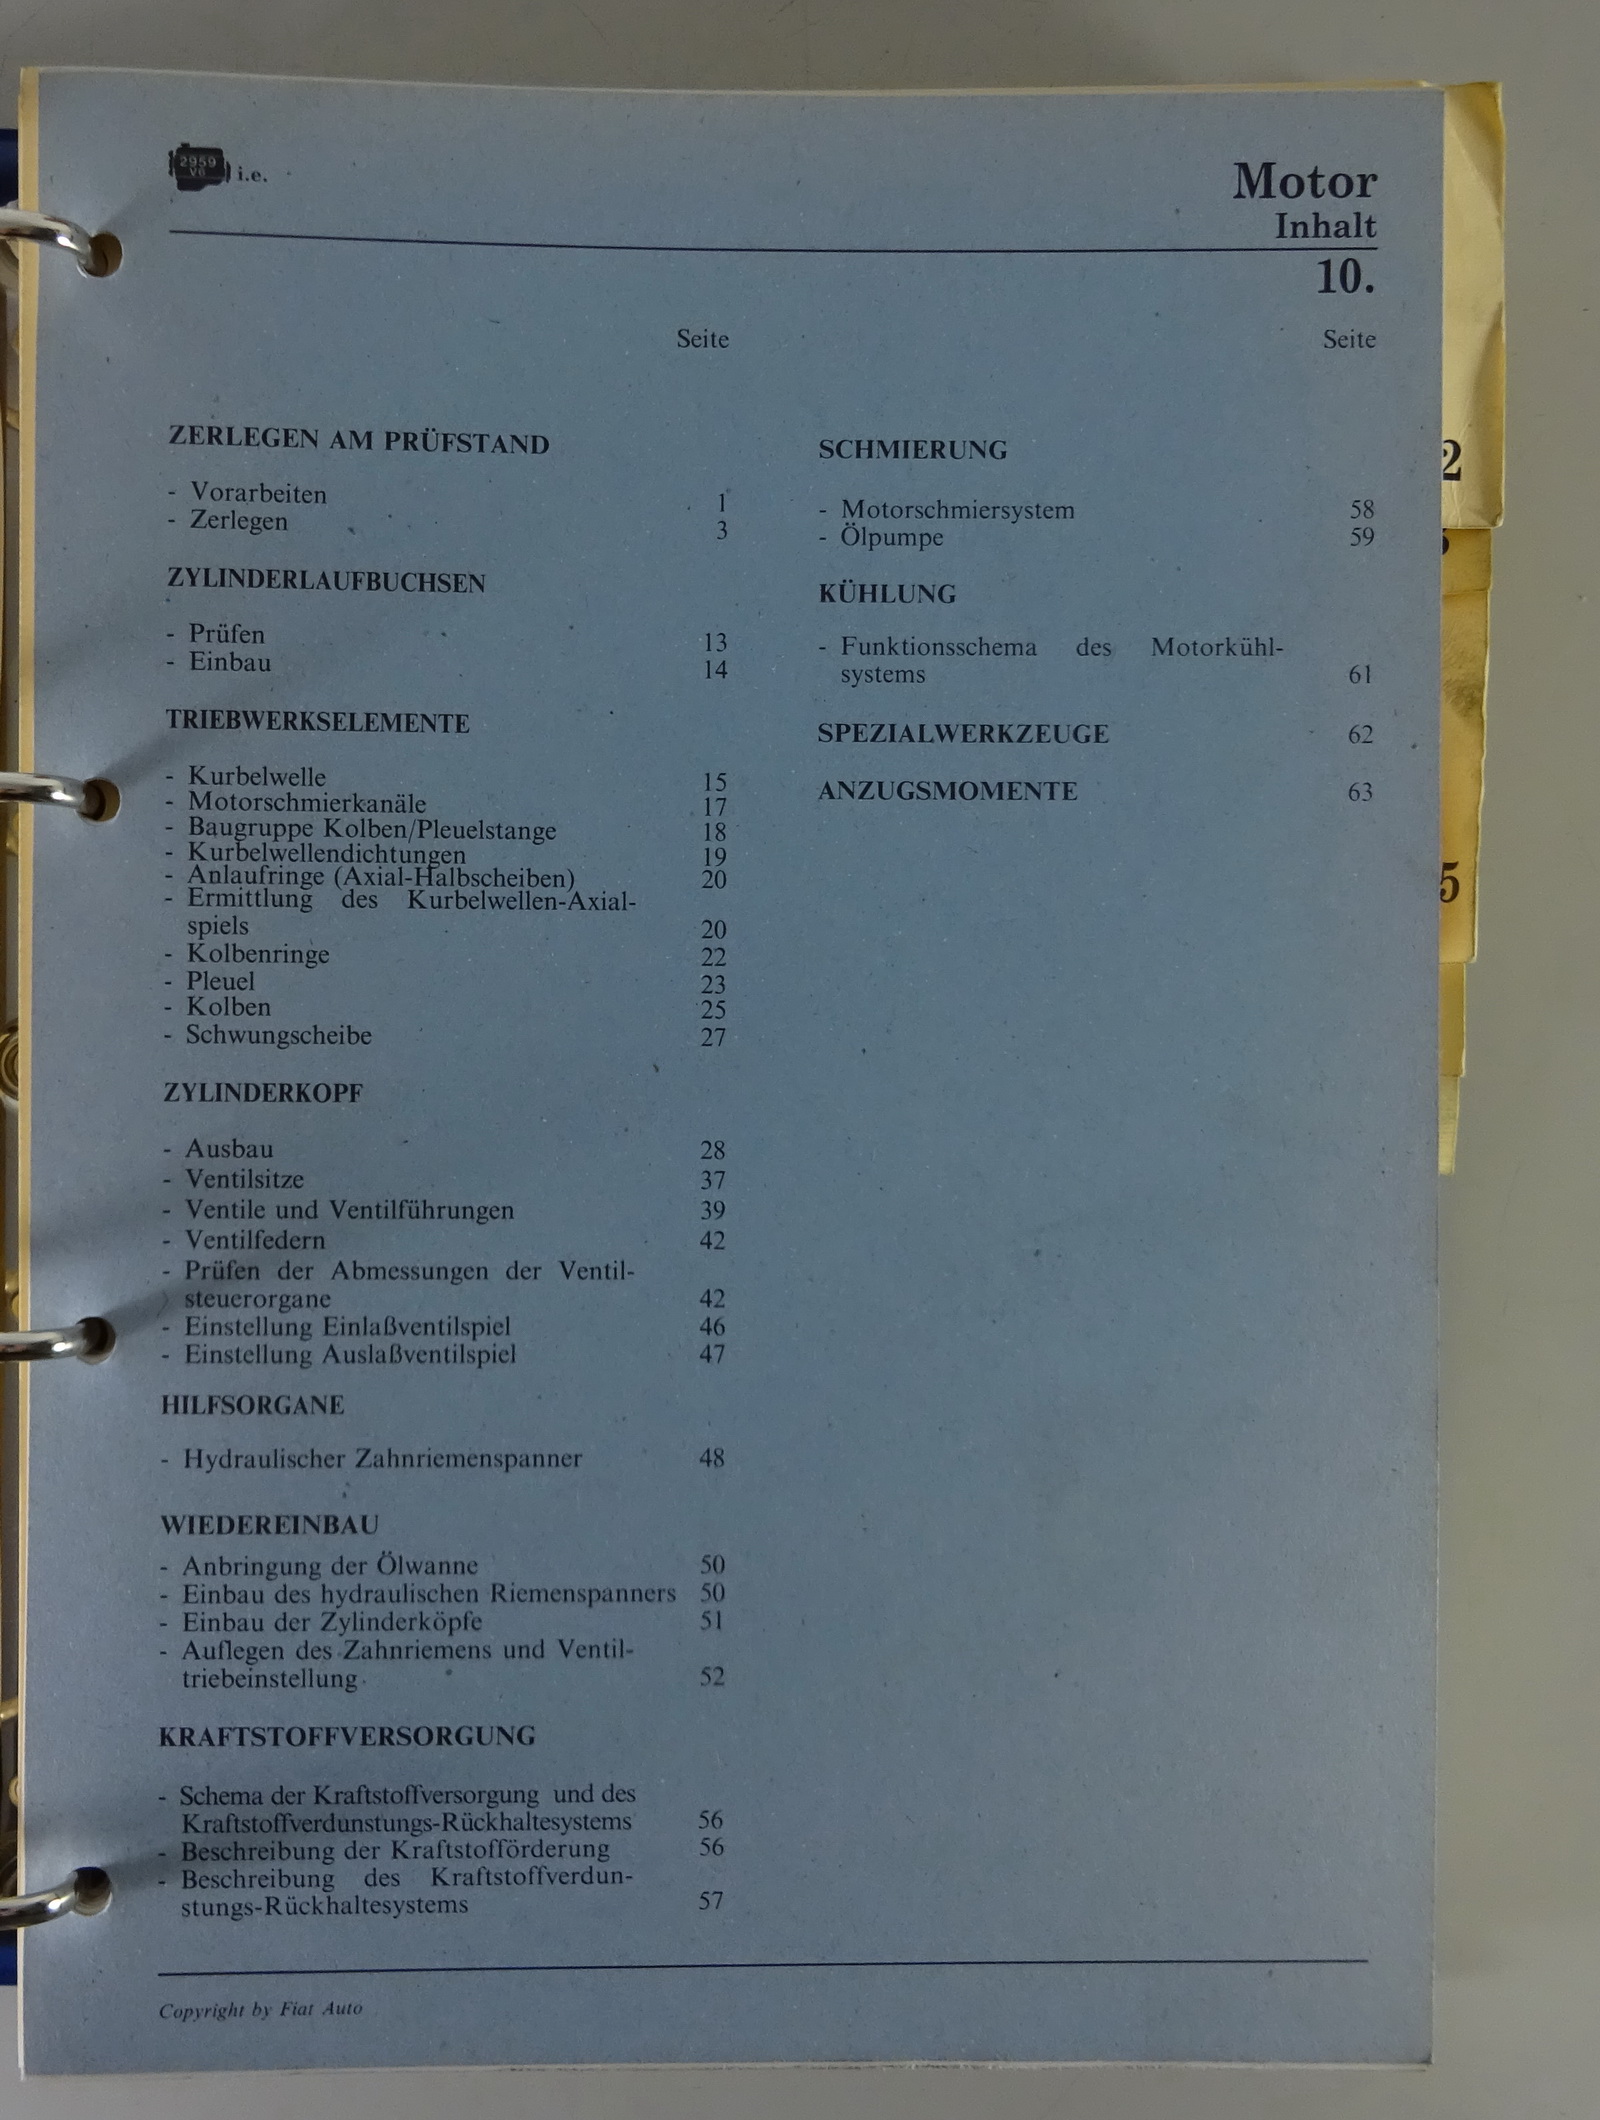 2959
V6
i.e.
Motor
Inhalt
10.
Seite
ZERLEGEN AM PRÜFSTAND
- Vorarbeiten 1
- Zerlegen 3
ZYLINDERLAUFBUCHSEN
- Prüfen 13
- Einbau 14
TRIEBWERKSELEMENTE
- Kurbelwelle 15
- Motorschmierkanäle 17
- Baugruppe Kolben/Pleuelstange 18
- Kurbelwellendichtungen 19
- Anlaufringe (Axial-Halbscheiben) 20
- Ermittlung des Kurbelwellen-Axial-
spiels 20
- Kolbenringe 22
- Pleuel 23
- Kolben 25
- Schwungscheibe 27
ZYLINDERKOPF
- Ausbau 28
- Ventilsitze 37
- Ventile und Ventilführungen 39
- Ventilfedern 42
- Prüfen der Abmessungen der Ventil-
steuerorgane 42
- Einstellung Einlaßventilspiel 46
- Einstellung Auslaßventilspiel 47
HILFSORGANE
- Hydraulischer Zahnriemenspanner 48
WIEDEREINBAU
- Anbringung der Ölwanne 50
- Einbau des hydraulischen Riemenspanners 50
- Einbau der Zylinderköpfe 51
- Auflegen des Zahnriemens und Ventil-
triebeinstellung 52
KRAFTSTOFFVERSORGUNG
- Schema der Kraftstoffversorgung und des
Kraftstoffverdunstungs-Rückhaltesystems 56
- Beschreibung der Kraftstofförderung 56
- Beschreibung des Kraftstoffverdun-
stungs-Rückhaltesystems 57
Seite
SCHMIERUNG
- Motorschmiersystem 58
- Ölpumpe 59
KÜHLUNG
- Funktionsschema des Motorkühl-
systems 61
SPEZIALWERKZEUGE 62
ANZUGSMOMENTE 63
Copyright by Fiat Auto
2
5